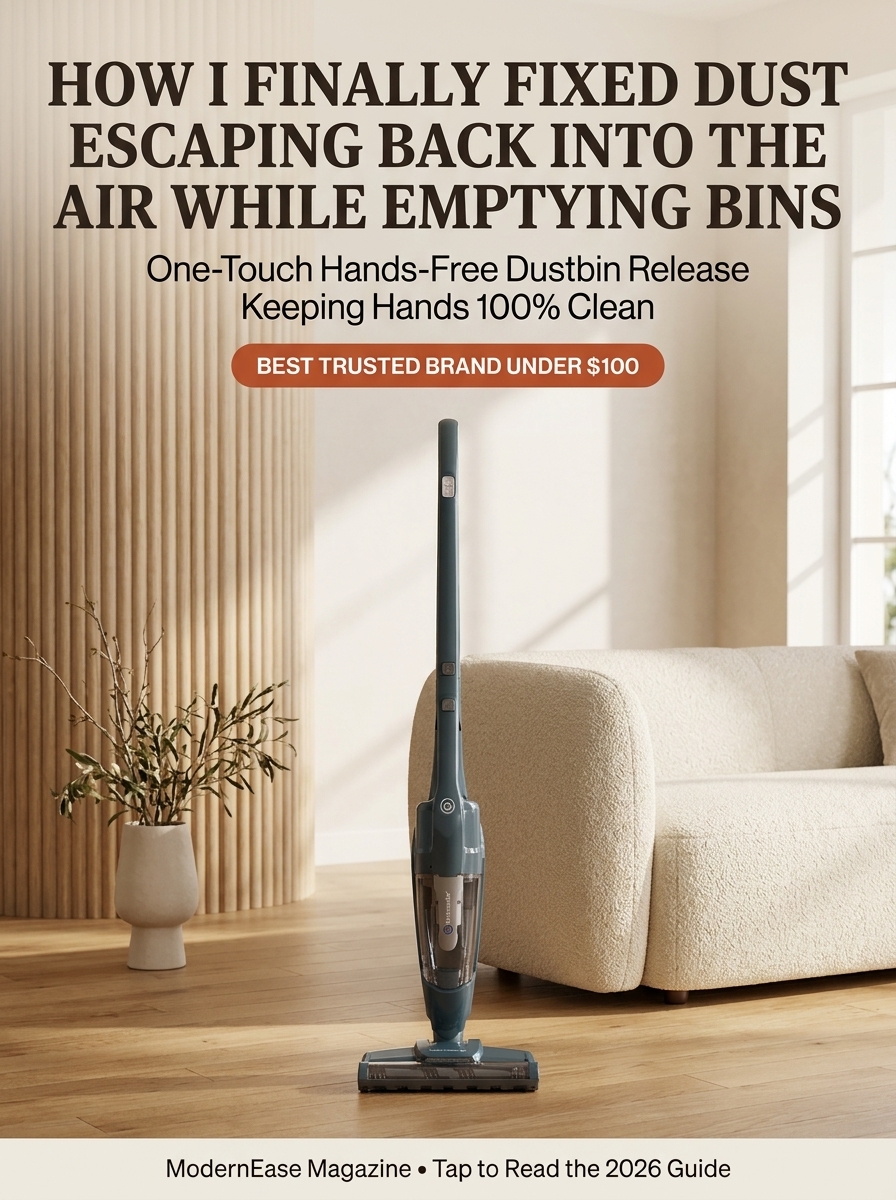 HOW I FINALLY FIXED DUST
ESCAPING BACK INTO THE
AIR WHILE EMPTYING BINS
One-Touch Hands-Free Dustbin Release
Keeping Hands 100% Clean
BEST TRUSTED BRAND UNDER $100
ModernEase Magazine • Tap to Read the 2026 Guide